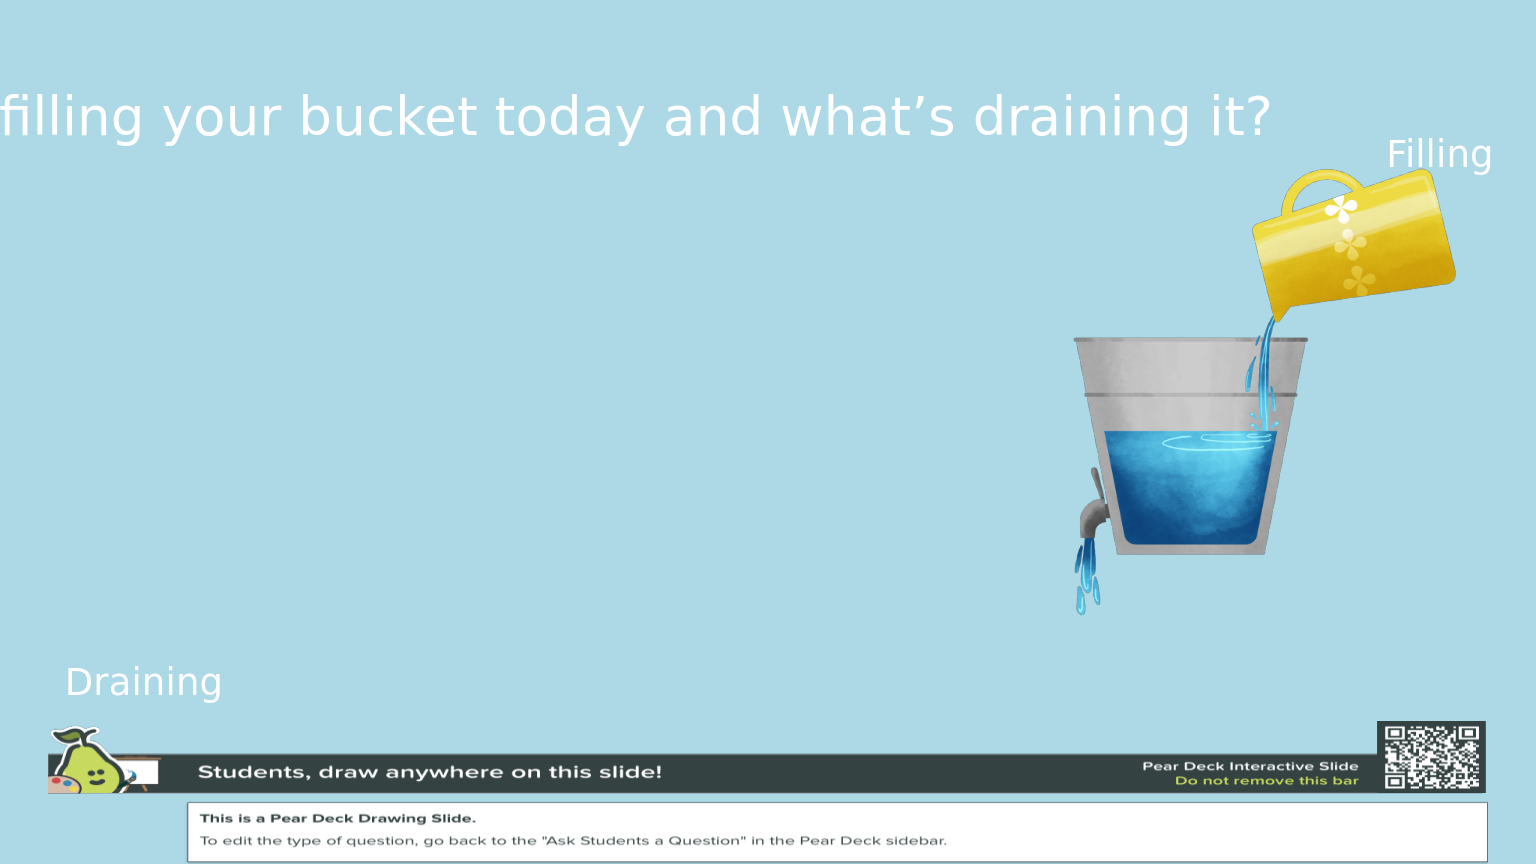 filling your bucket today and what’s draining it?
Filling
Draining
Students, draw anywhere on this slide!
Pear Deck Interactive Slide
Do not remove this bar
This is a Pear Deck Drawing Slide.
To edit the type of question, go back to the "Ask Students a Question" in the Pear Deck sidebar.